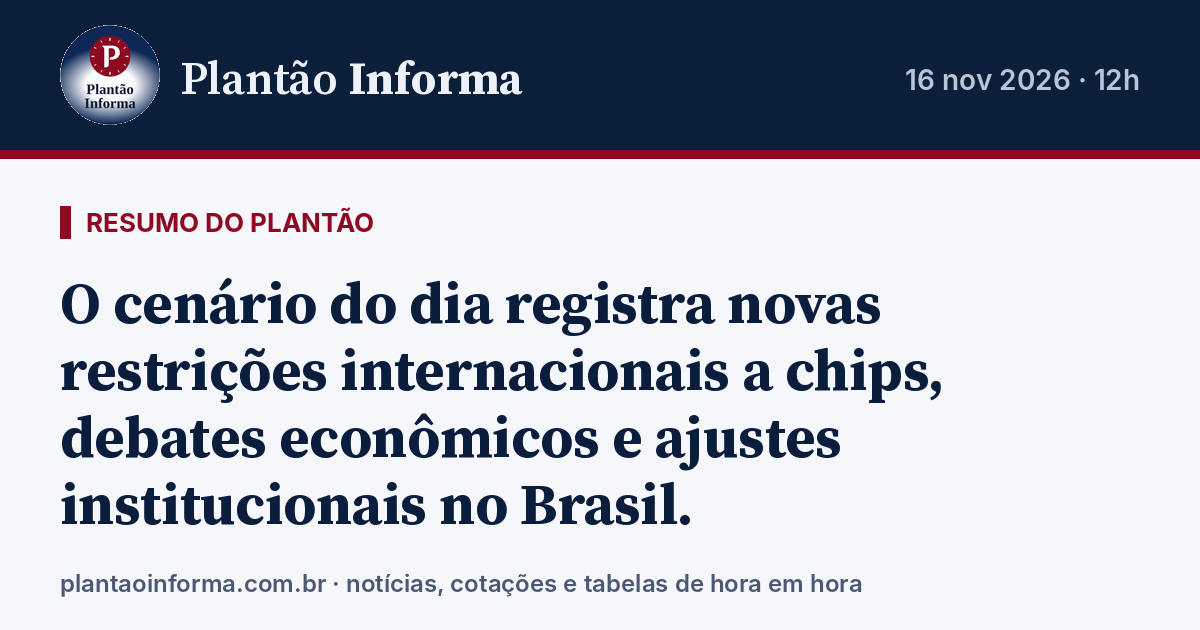 P
Plantão
Informa
Plantão Informa
16 nov 2026 · 12h
RESUMO DO PLANTÃO
O cenário do dia registra novas
restrições internacionais a chips,
debates econômicos e ajustes
institucionais no Brasil.
plantaoinforma.com.br · notícias, cotações e tabelas de hora em hora